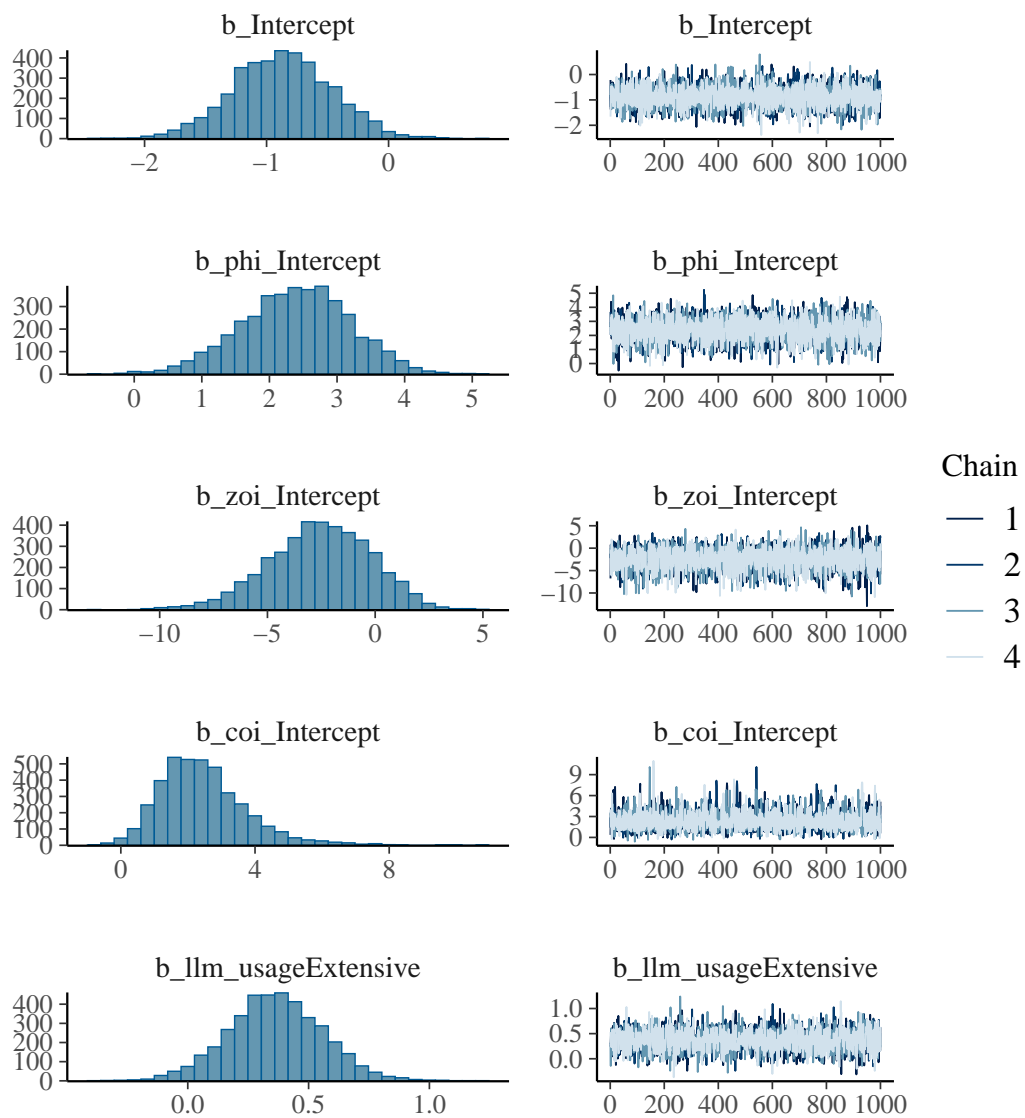 b_Intercept
b_Intercept
400
300
200
100
0
−2 −1 0
0
−1
−2
0 200 400 600 800 1000
b_phi_Intercept
b_phi_Intercept
300
200
100
0
0 1 2 3 4 5
5
4
3
2
1
0
0 200 400 600 800 1000
b_zoi_Intercept
b_zoi_Intercept
400
300
200
100
0
−10 −5 0 5
5
0
−5
−10
0 200 400 600 800 1000
b_coi_Intercept
b_coi_Intercept
500
400
300
200
100
0
0 4 8
9
6
3
0
0 200 400 600 800 1000
b_llm_usageExtensive
b_llm_usageExtensive
400
300
200
100
0
0.0 0.5 1.0
1.0
0.5
0.0
0 200 400 600 800 1000
Chain
1
2
3
4